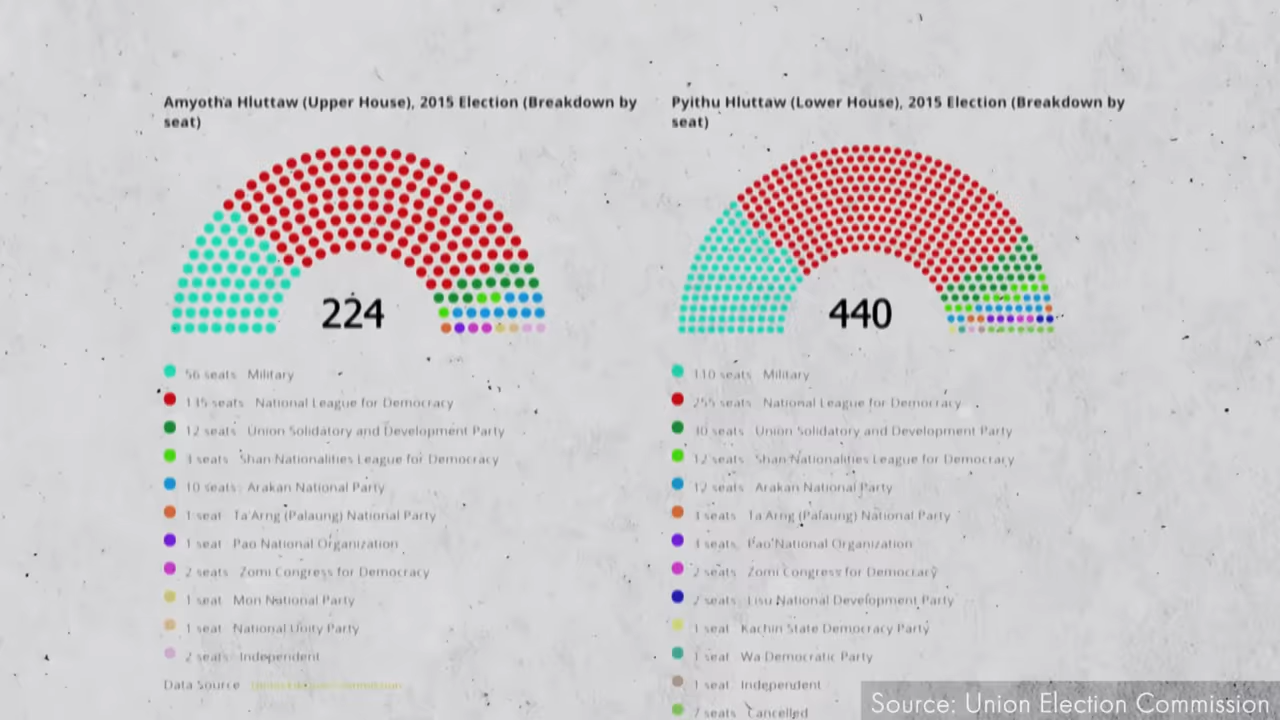 Amyotha Hluttaw (Upper House), 2015 Election (Breakdown by
seat)
224
56 seats Military
135 seats National League for Democracy
12 seats Union Solidatory and Development Party
3 seats Shan Nationalities League for Democracy
10 seats Arakan National Party
1 seat Ta'Arng (Palaung) National Party
1 seat Pao National Organization
2 seats Zomi Congress for Democracy
1 seat Mon National Party
1 seat National Unity Party
2 seats Independent
Data Source
Pyithu Hluttaw (Lower House), 2015 Election (Breakdown by
seat)
440
110 seats Military
255 seats National League for Democracy
30 seats Union Solidatory and Development Party
12 seats Shan Nationalities League for Democracy
12 seats Arakan National Party
3 seats Ta'Arng (Palaung) National Party
3 seats Pao National Organization
2 seats Zomi Congress for Democracy
2 seats Lisu National Development Party
1 seat Kachin State Democracy Party
1 seat Wa Democratic Party
1 seat Independent
7 seats Cancelled
Source: Union Election Commission